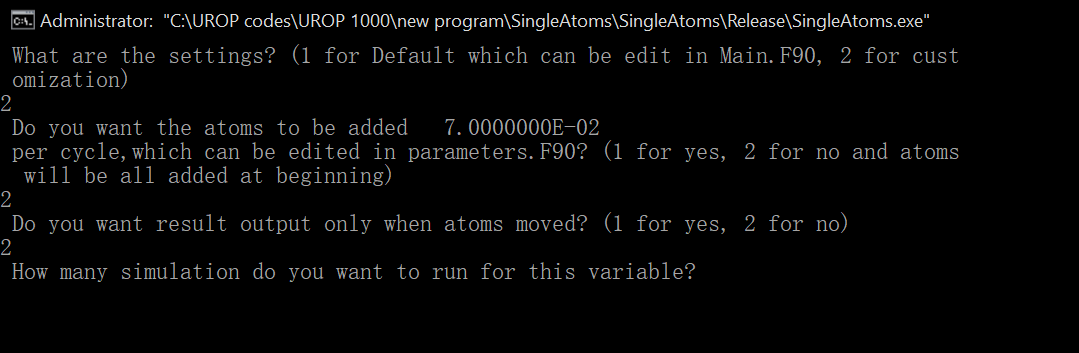 Administrator: "C:\UROP codes\UROP 1000\new program\SingleAtoms\SingleAtoms\Release\SingleAtoms.exe"
What are the settings? (1 for Default which can be edit in Main.F90, 2 for cust
omization)
2
Do you want the atoms to be added   7.0000000E-02
per cycle,which can be edited in parameters.F90? (1 for yes, 2 for no and atoms
will be all added at beginning)
2
Do you want result output only when atoms moved? (1 for yes, 2 for no)
2
How many simulation do you want to run for this variable?